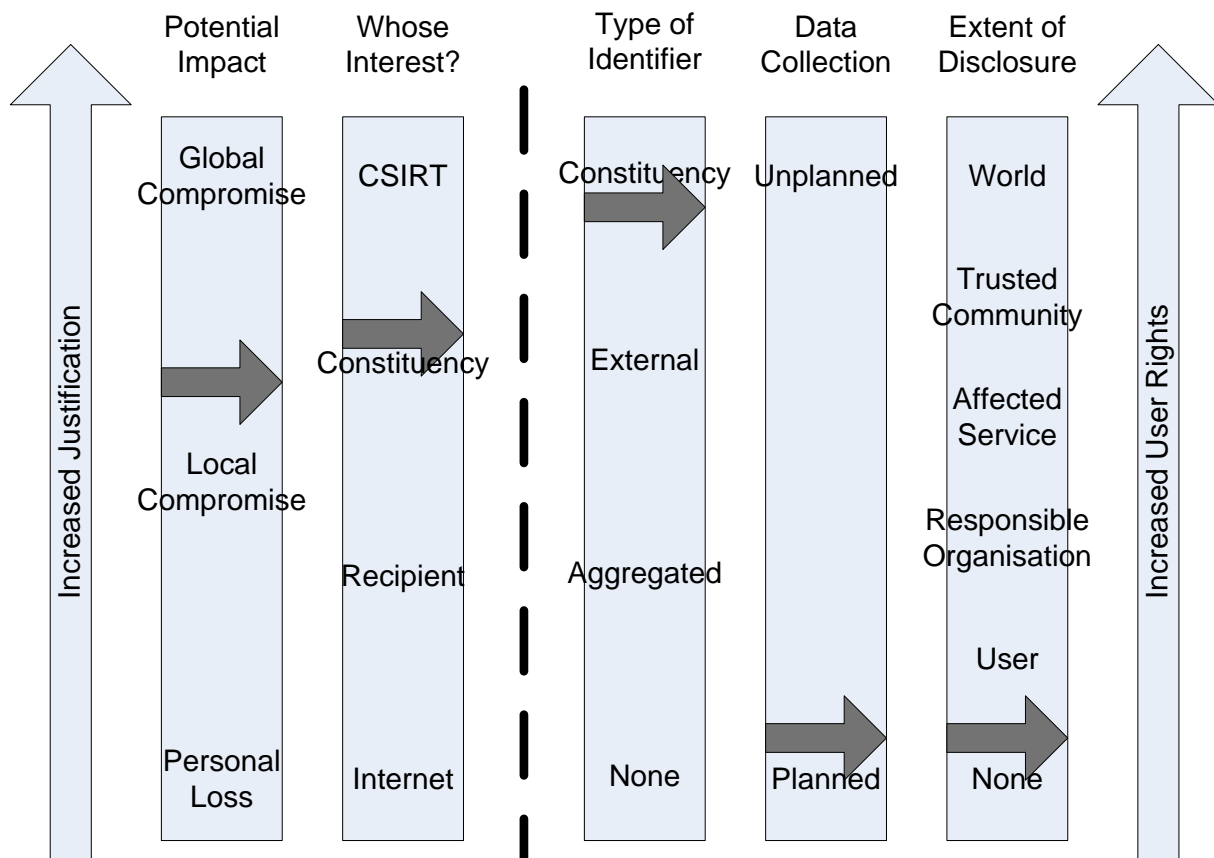 Potential
Impact
Whose
Interest?
Type of
Identifier
Data
Collection
Extent of
Disclosure
Increased Justification
Global
Compromise
Local
Compromise
Personal
Loss
CSIRT
Constituency
Recipient
Internet
Constituency
External
Aggregated
None
Unplanned
Planned
World
Trusted
Community
Affected
Service
Responsible
Organisation
User
None
Increased User Rights